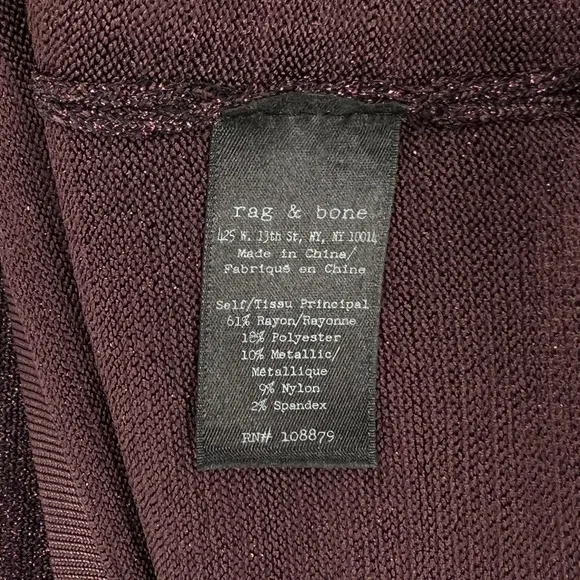 rag & bone
425 W. 13th St, NY, NY 10014
Made in China/
Fabriqué en Chine
Self/Tissu Principal
61% Rayon/Rayonne
18% Polyester
10% Metallic/
Métallique
9% Nylon
2% Spandex
RN# 108879